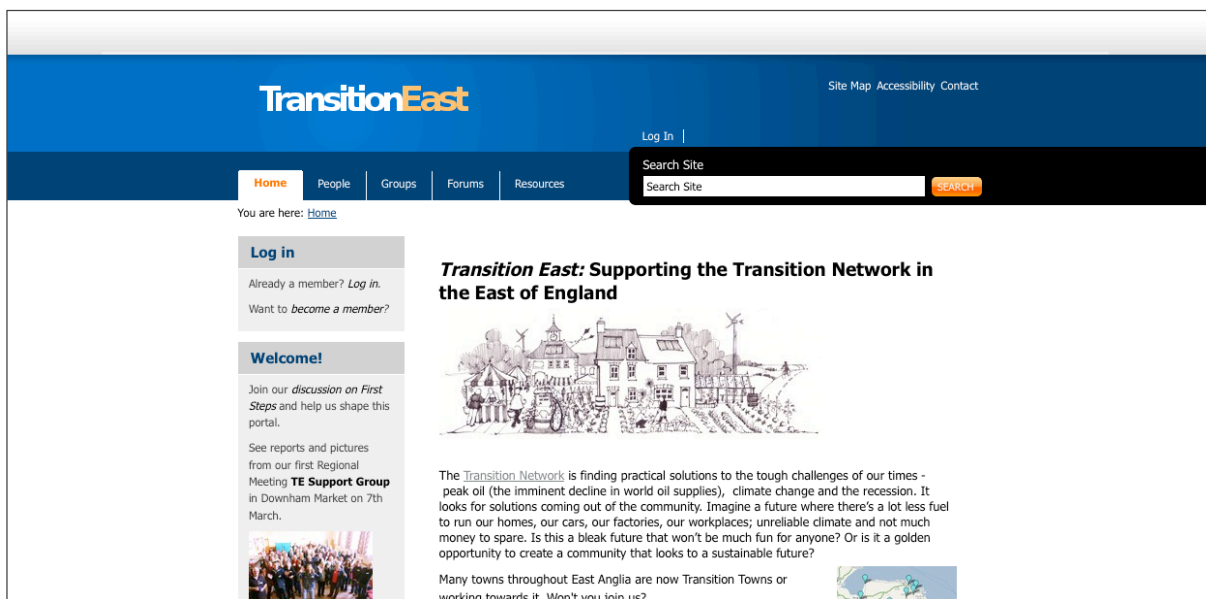 TransitionEast
Site Map Accessibility Contact
Log In
Search Site
Search Site SEARCH
Home People Groups Forums Resources
You are here: Home
Log in
Already a member? Log in.
Want to become a member?
Welcome!
Join our discussion on First
Steps and help us shape this
portal.
See reports and pictures
from our first Regional
Meeting TE Support Group
in Downham Market on 7th
March.
Transition East: Supporting the Transition Network in
the East of England
The Transition Network is finding practical solutions to the tough challenges of our times -
peak oil (the imminent decline in world oil supplies), climate change and the recession. It
looks for solutions coming out of the community. Imagine a future where there's a lot less fuel
to run our homes, our cars, our factories, our workplaces; unreliable climate and not much
money to spare. Is this a bleak future that won't be much fun for anyone? Or is it a golden
opportunity to create a community that looks to a sustainable future?
Many towns throughout East Anglia are now Transition Towns or
working towards it. Won't you join us?